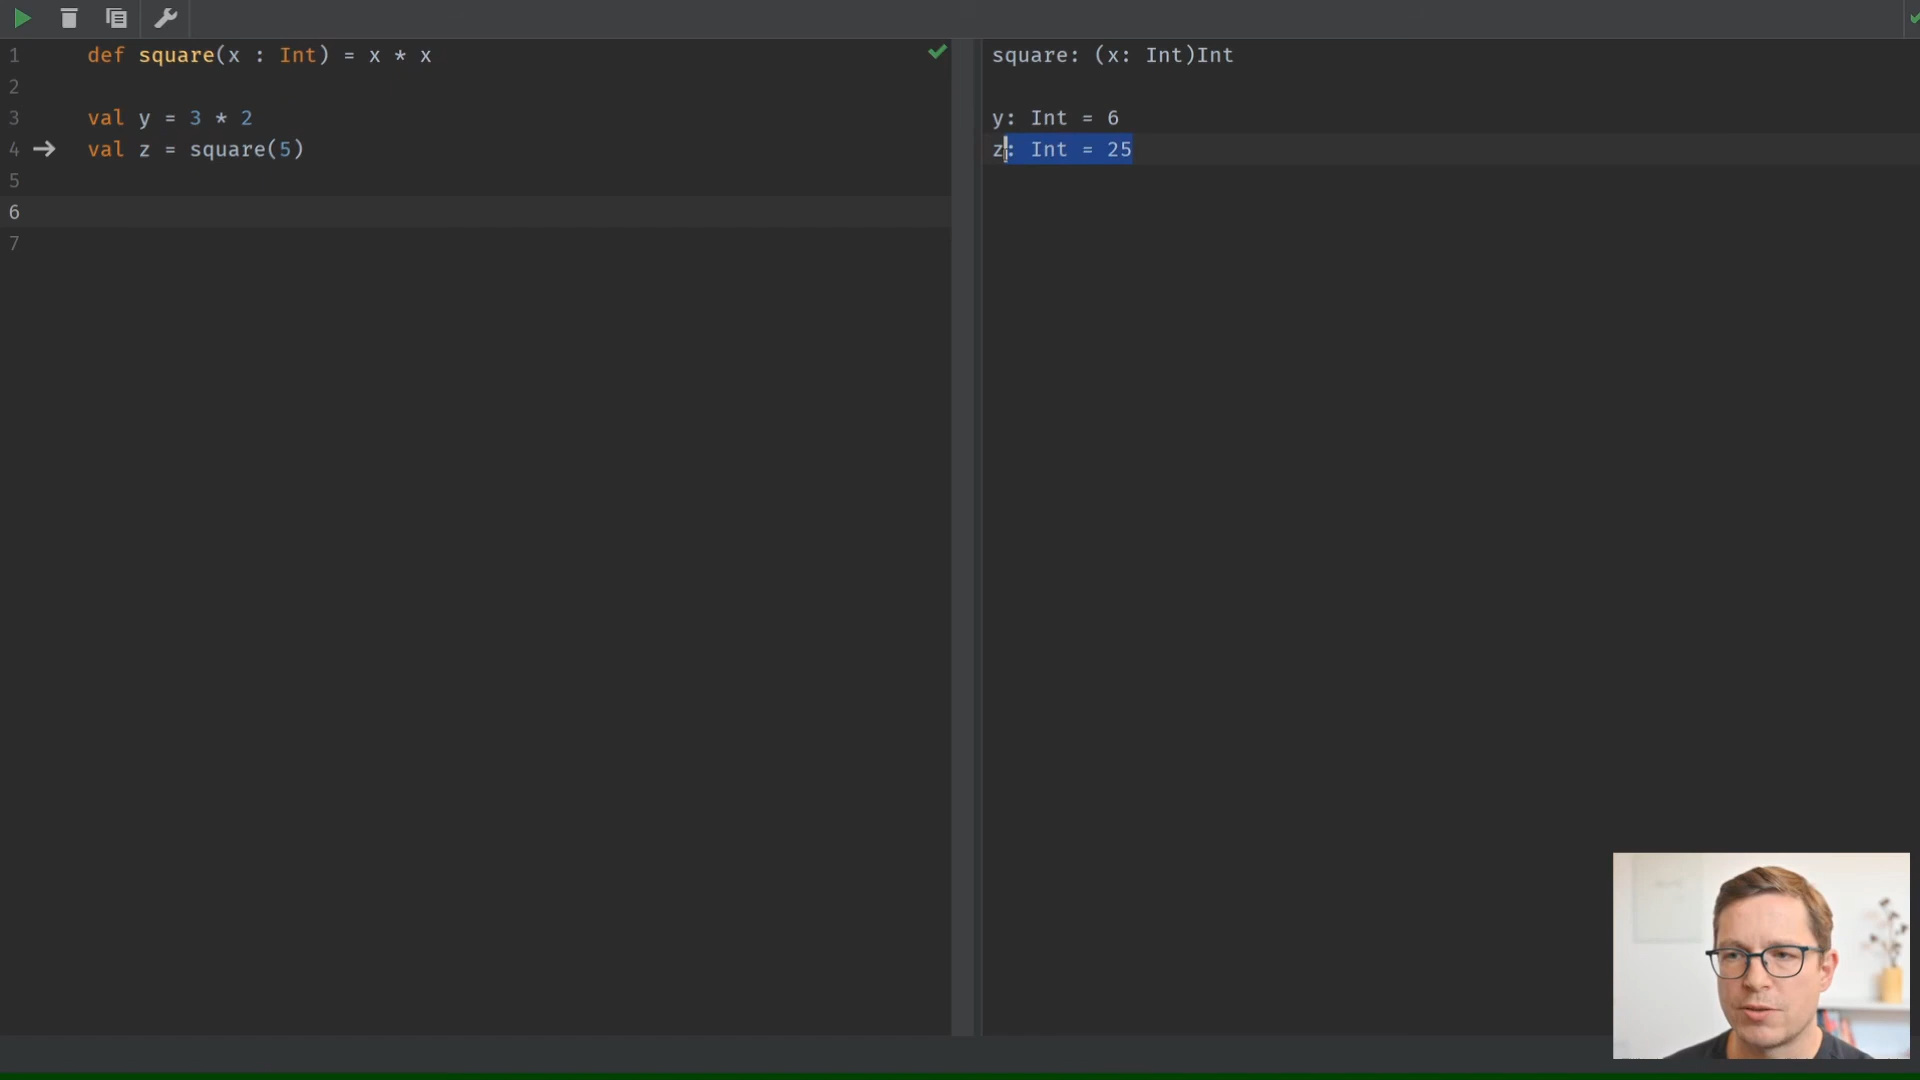 1 def square(x : Int) = x * x
2
3 val y = 3 * 2
4 val z = square(5)
5
6
7
square: (x: Int)Int
y: Int = 6
z: Int = 25